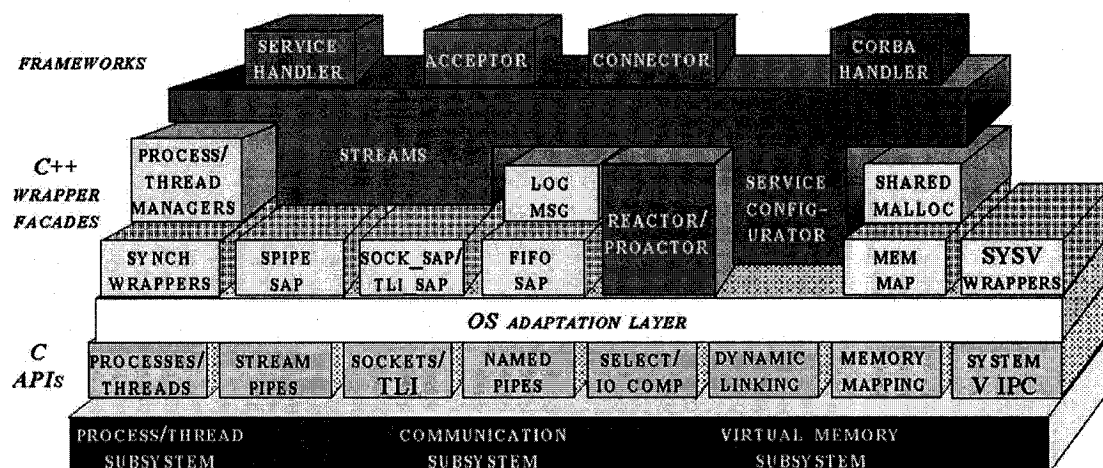 FRAMEWORKS
SERVICE HANDLER
ACCEPTOR
CONNECTOR
CORBA HANDLER
C++ WRAPPER FACADES
PROCESS/ THREAD MANAGERS
STREAMS
LOG MSG
REACTOR/ PROACTOR
SERVICE CONFIG- URATOR
SHARED MALLOC
SYNCH WRAPPERS
SPIPE SAP
SOCK_SAP/ TLI_SAP
FIFO SAP
MEM MAP
SYSV WRAPPERS
OS ADAPTATION LAYER
C APIs
PROCESSES/ THREADS
STREAM PIPES
SOCKETS/ TLI
NAMED PIPES
SELECT/ IO COMP
DYNAMIC LINKING
MEMORY MAPPING
SYSTEM V IPC
PROCESS/THREAD SUBSYSTEM
COMMUNICATION SUBSYSTEM
VIRTUAL MEMORY SUBSYSTEM